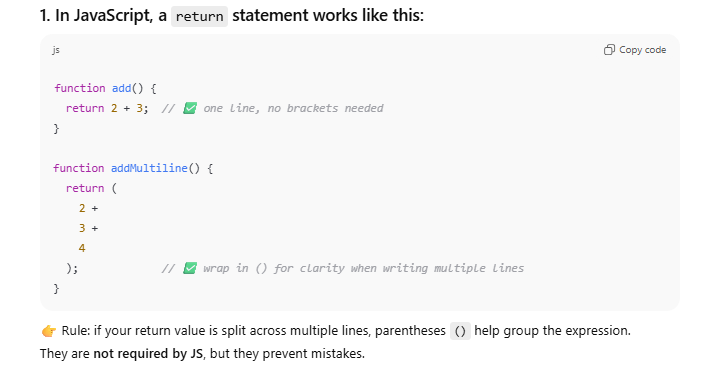 1. In JavaScript, a return statement works like this:
js
Copy code
function add() {
  return 2 + 3;  // ✅ one line, no brackets needed
}
function addMultiline() {
  return (
    2 +
    3 +
    4
  );           // ✅ wrap in () for clarity when writing multiple lines
}
👉 Rule: if your return value is split across multiple lines, parentheses () help group the expression.
They are not required by JS, but they prevent mistakes.